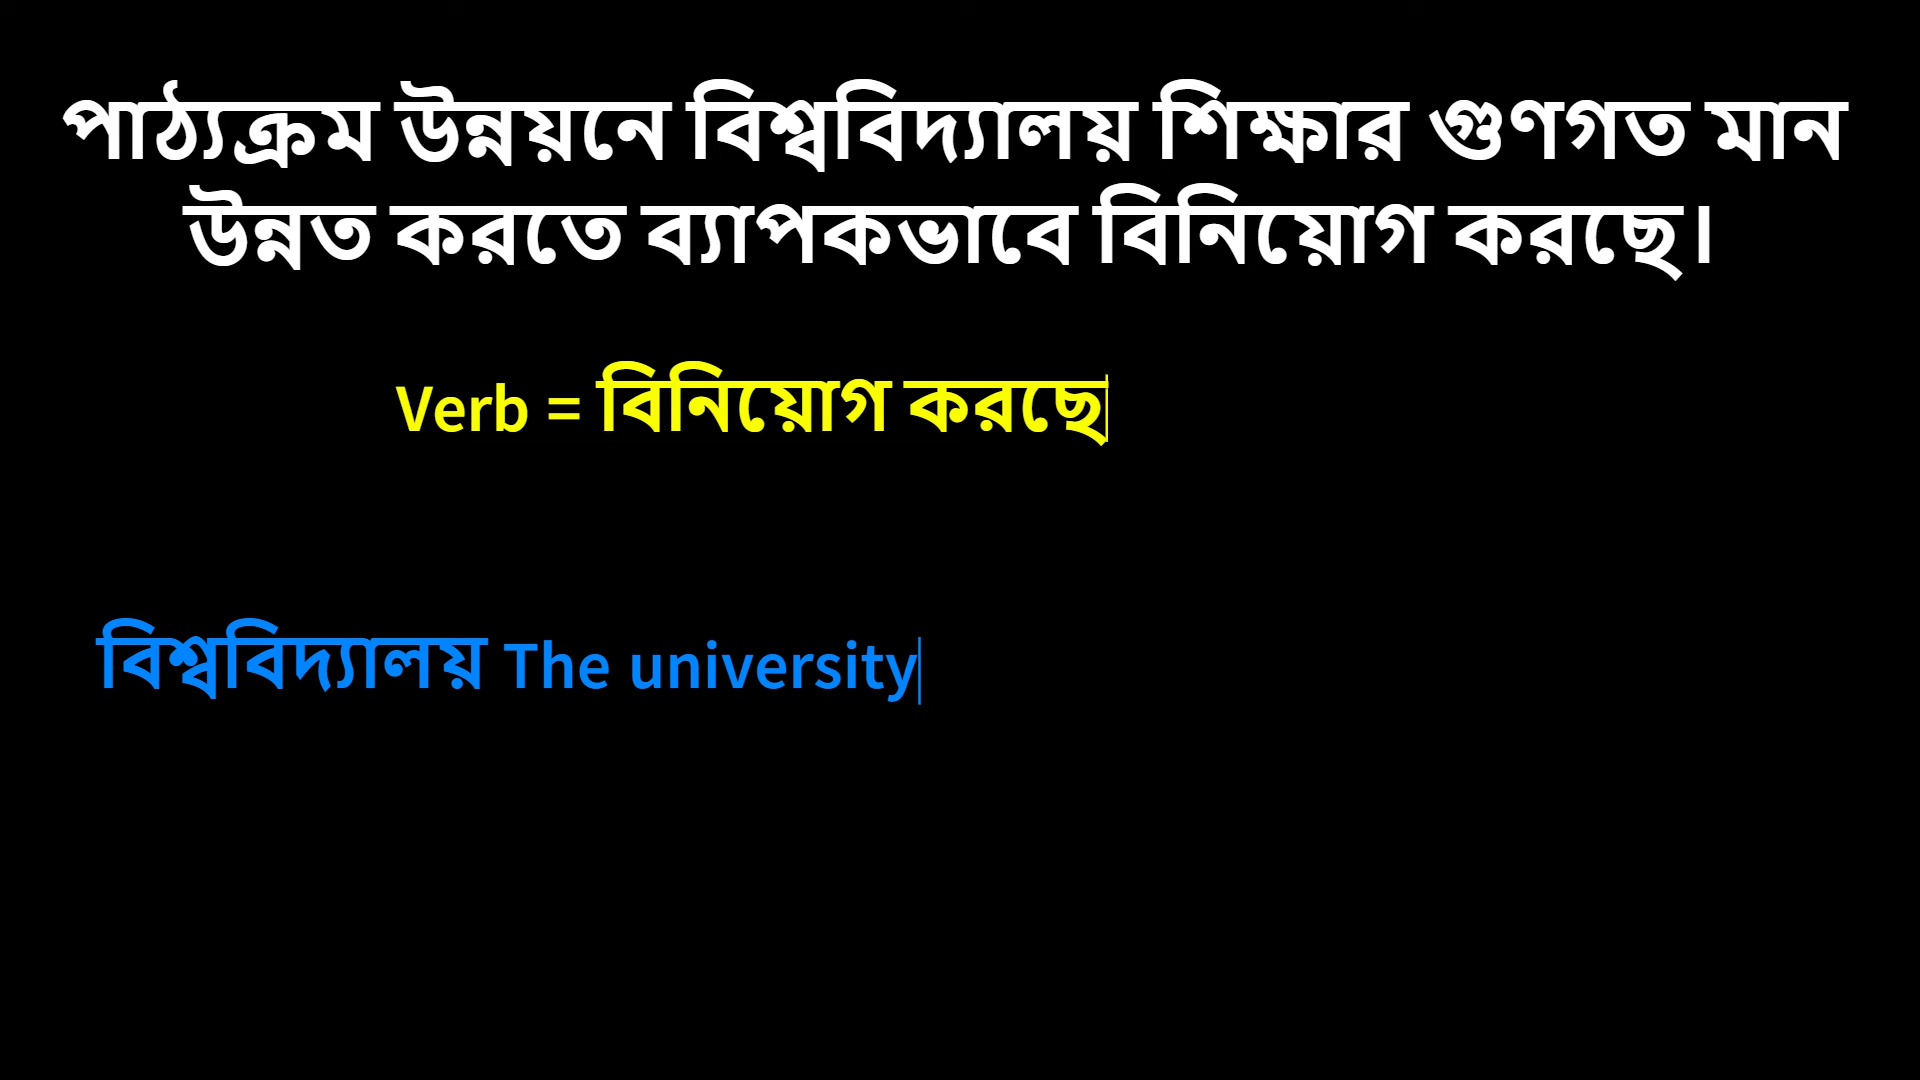 পাঠ্যক্রম উন্নয়নে বিশ্ববিদ্যালয় শিক্ষার গুণগত মান
উন্নত করতে ব্যাপকভাবে বিনিয়োগ করছে।
Verb = বিনিয়োগ করছে
বিশ্ববিদ্যালয় The university